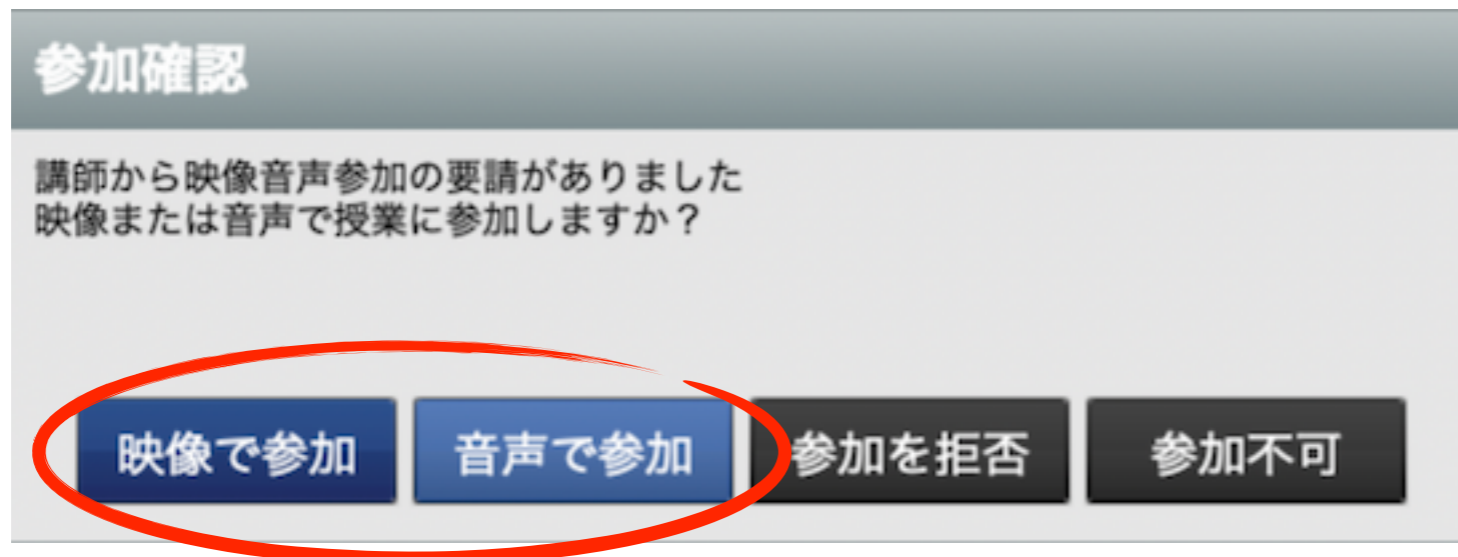 参加確認
講師から映像音声参加の要請がありました
映像または音声で授業に参加しますか？
映像で参加 音声で参加 参加を拒否 参加不可